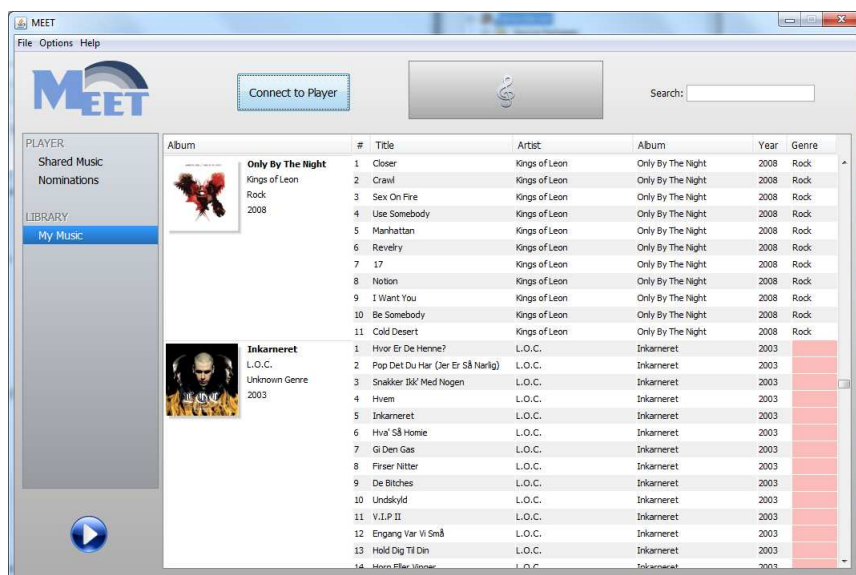 MEET
File Options Help
MEET
Connect to Player
Search:
PLAYER
Shared Music
Nominations
LIBRARY
My Music
Album # Title Artist Album Year Genre
Only By The Night
Kings of Leon
Rock
2008
1 Closer Kings of Leon Only By The Night 2008 Rock
2 Crawl Kings of Leon Only By The Night 2008 Rock
3 Sex On Fire Kings of Leon Only By The Night 2008 Rock
4 Use Somebody Kings of Leon Only By The Night 2008 Rock
5 Manhattan Kings of Leon Only By The Night 2008 Rock
6 Revelry Kings of Leon Only By The Night 2008 Rock
7 17 Kings of Leon Only By The Night 2008 Rock
8 Notion Kings of Leon Only By The Night 2008 Rock
9 I Want You Kings of Leon Only By The Night 2008 Rock
10 Be Somebody Kings of Leon Only By The Night 2008 Rock
11 Cold Desert Kings of Leon Only By The Night 2008 Rock
Inkarneret
L.O.C.
Unknown Genre
2003
1 Hvor Er De Henne? L.O.C. Inkarneret 2003
2 Pop Det Du Har (Jer Er Så Narlig) L.O.C. Inkarneret 2003
3 Snakker Ikk' Med Nogen L.O.C. Inkarneret 2003
4 Hvem L.O.C. Inkarneret 2003
5 Inkarneret L.O.C. Inkarneret 2003
6 Hva' Så Homie L.O.C. Inkarneret 2003
7 Gi Den Gas L.O.C. Inkarneret 2003
8 Firser Nitter L.O.C. Inkarneret 2003
9 De Bitches L.O.C. Inkarneret 2003
10 Undskyld L.O.C. Inkarneret 2003
11 V.I.P II L.O.C. Inkarneret 2003
12 Engang Var Vi Små L.O.C. Inkarneret 2003
13 Hold Dig Til Din L.O.C. Inkarneret 2003
14 Horn Eller Vinger L.O.C. Inkarneret 2003